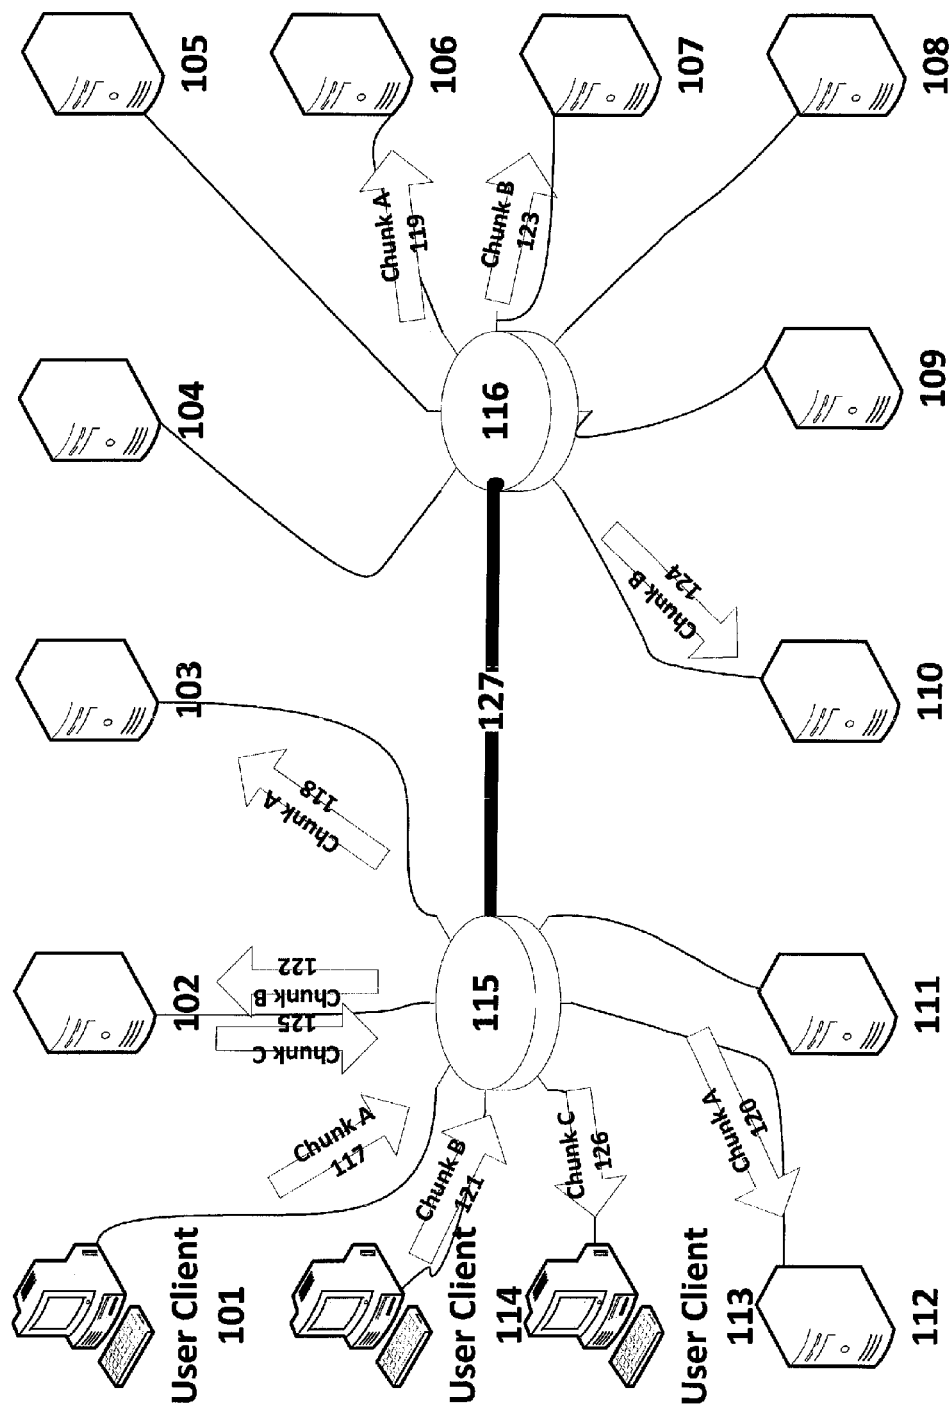 105
106
107
108
104
Chunk A
119
Chunk B
123
116
109
103
127
Chunk B
124
110
Chunk A
118
102
Chunk B
122
Chunk C
125
115
111
Chunk A
117
Chunk B
121
Chunk C
126
Chunk A
120
User Client
101
User Client
114
User Client
113
112